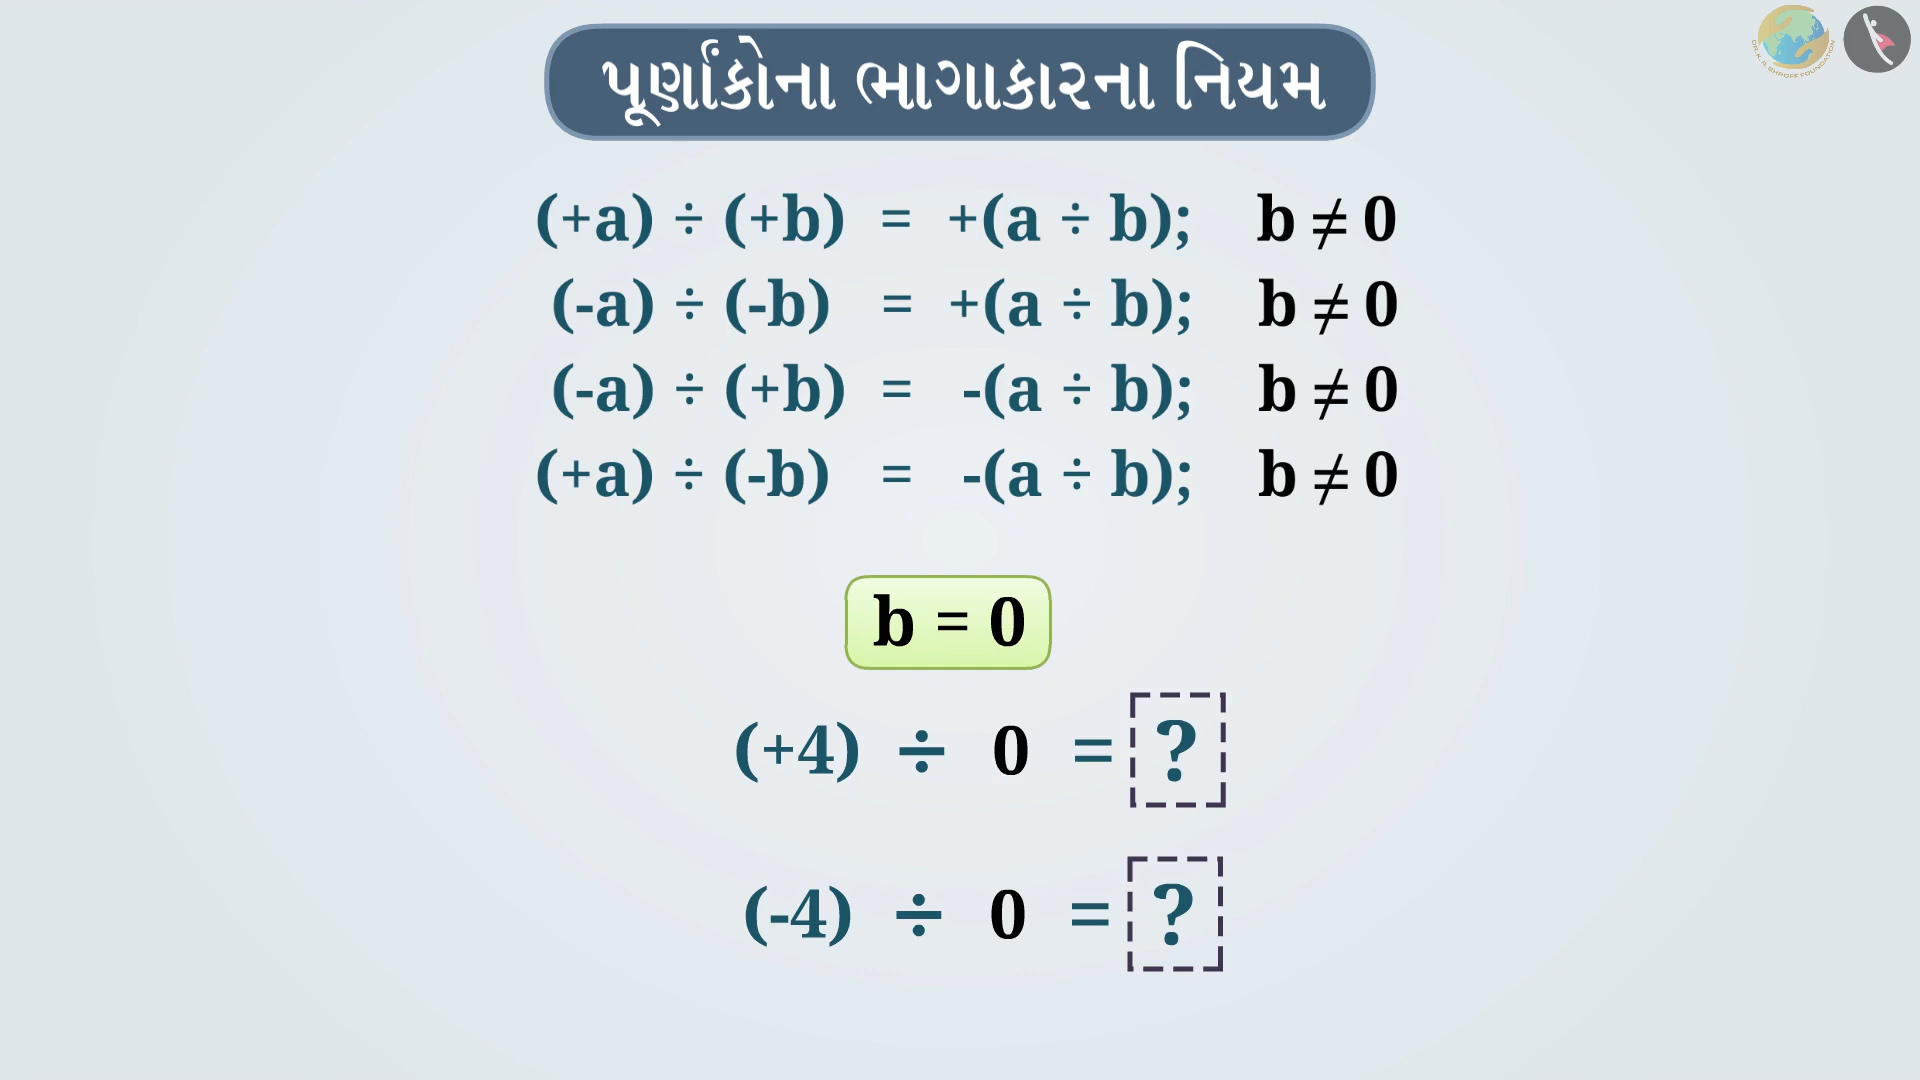 પૂર્ણાંકોના ભાગાકારના નિયમ
(+a) ÷ (+b) = +(a ÷ b); b ≠ 0
(-a) ÷ (-b) = +(a ÷ b); b ≠ 0
(-a) ÷ (+b) = -(a ÷ b); b ≠ 0
(+a) ÷ (-b) = -(a ÷ b); b ≠ 0
b = 0
(+4) ÷ 0 = ?
(-4) ÷ 0 = ?